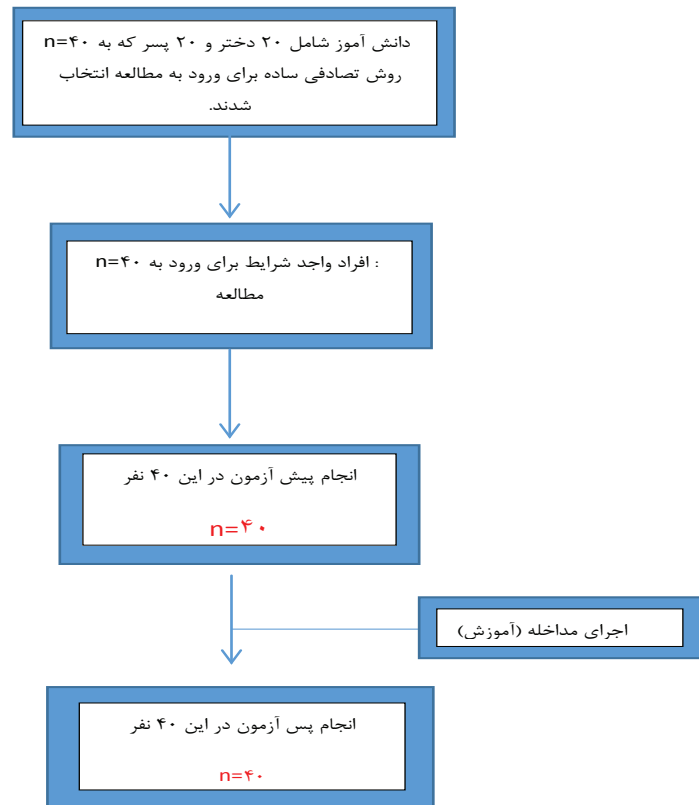 n=۴۰ دانش آموز شامل ۲۰ دختر و ۲۰ پسر که به
روش تصادفی ساده برای ورود به مطالعه انتخاب
شدند.
n=۴۰ : افراد واجد شرایط برای ورود به
مطالعه
انجام پیش آزمون در این ۴۰ نفر
n=۴۰
اجرای مداخله (آموزش)
انجام پس آزمون در این ۴۰ نفر
n=۴۰